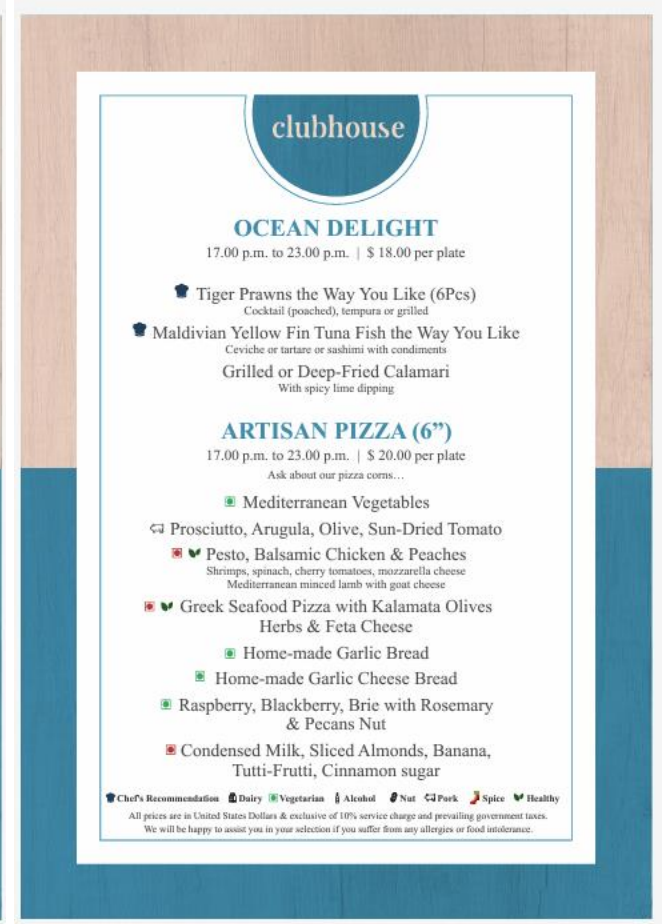 clubhouse
OCEAN DELIGHT
17.00 p.m. to 23.00 p.m. | $ 18.00 per plate
Tiger Prawns the Way You Like (6Pcs)
Cocktail (poached), tempura or grilled
Maldivian Yellow Fin Tuna Fish the Way You Like
Ceviche or tartare or sashimi with condiments
Grilled or Deep-Fried Calamari
With spicy lime dipping
ARTISAN PIZZA (6”)
17.00 p.m. to 23.00 p.m. | $ 20.00 per plate
Ask about our pizza corns…
Mediterranean Vegetables
Prosciutto, Arugula, Olive, Sun-Dried Tomato
Pesto, Balsamic Chicken & Peaches
Shrimps, spinach, cherry tomatoes, mozzarella cheese
Mediterranean minced lamb with goat cheese
Greek Seafood Pizza with Kalamata Olives
Herbs & Feta Cheese
Home-made Garlic Bread
Home-made Garlic Cheese Bread
Raspberry, Blackberry, Brie with Rosemary
& Pecans Nut
Condensed Milk, Sliced Almonds, Banana,
Tutti-Frutti, Cinnamon sugar
Chef's Recommendation Dairy Vegetarian Alcohol Nut Pork Spice Healthy
All prices are in United States Dollars & exclusive of 10% service charge and prevailing government taxes.
We will be happy to assist you in your selection if you suffer from any allergies or food intolerance.